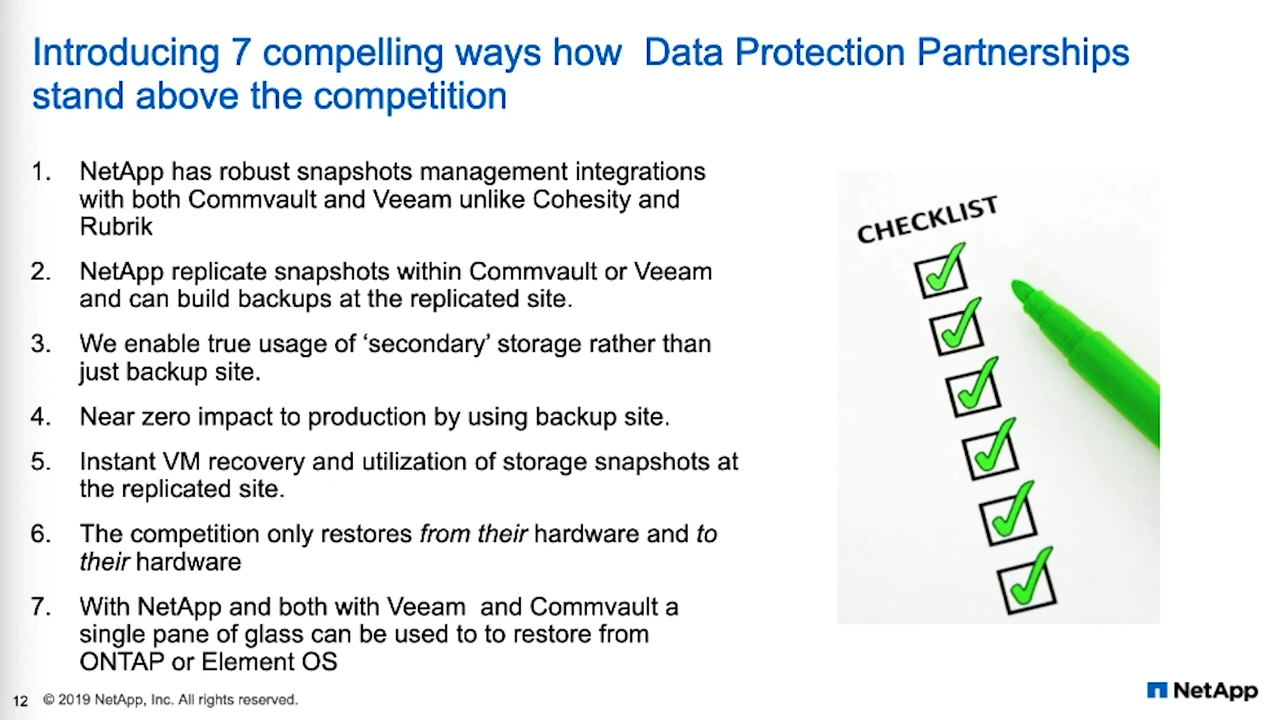 Introducing 7 compelling ways how  Data Protection Partnerships
stand above the competition
1. NetApp has robust snapshots management integrations
with both Commvault and Veeam unlike Cohesity and
Rubrik
2. NetApp replicate snapshots within Commvault or Veeam
and can build backups at the replicated site.
3. We enable true usage of ‘secondary’ storage rather than
just backup site.
4. Near zero impact to production by using backup site.
5. Instant VM recovery and utilization of storage snapshots at
the replicated site.
6. The competition only restores from their hardware and to
their hardware
7. With NetApp and both with Veeam  and Commvault a
single pane of glass can be used to to restore from
ONTAP or Element OS
CHECKLIST
12 © 2019 NetApp, Inc. All rights reserved.
NetApp